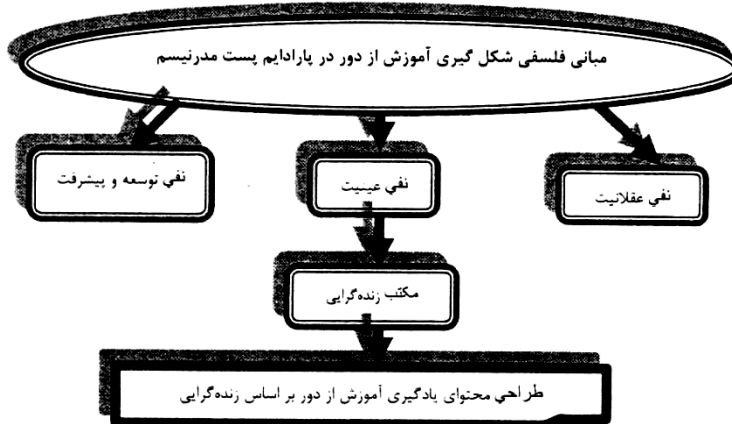 مبانی فلسفی شکل گیری آموزش از دور در پارادایم پست مدرنیسم
نفي عقلانیت
نفي عینیت
نفي توسعه و پیشرفت
مکتب زنده‌گرایی
طراحي محتوای یادگیری آموزش از دور بر اساس زنده‌گرایی